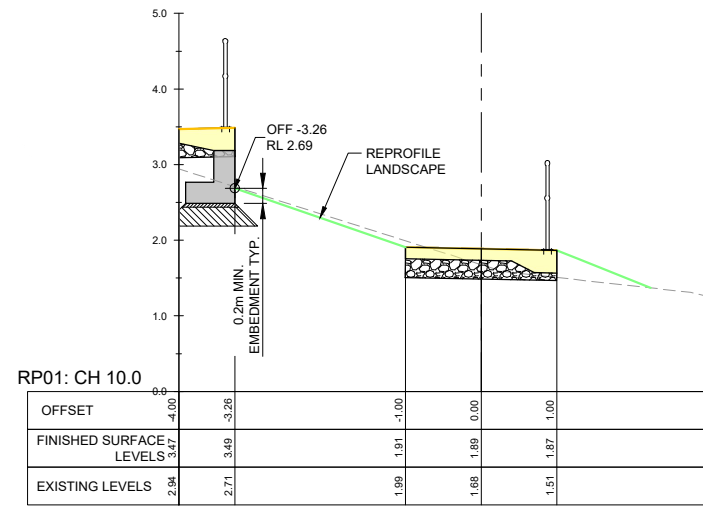 5.0
4.0
3.0
2.0
1.0
0.0
OFF -3.26
RL 2.69
REPROFILE
LANDSCAPE
0.2m MIN.
EMBEDMENT TYP.
RP01: CH 10.0
OFFSET -4.00 -3.26 -1.00 0.00 1.00
FINISHED SURFACE
LEVELS 3.47 3.49 1.91 1.89 1.87
EXISTING LEVELS 2.94 2.71 1.99 1.68 1.51